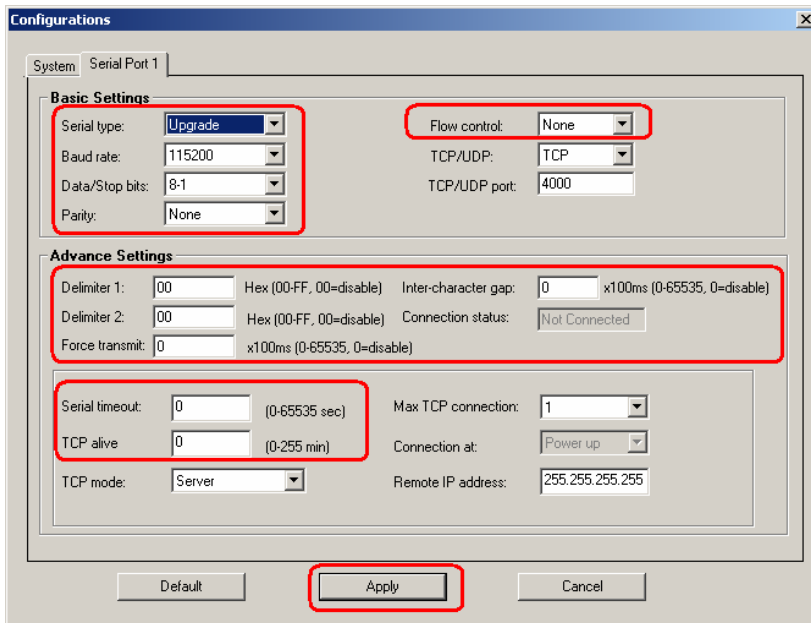 Configurations
System Serial Port 1
Basic Settings
Serial type: Upgrade Flow control: None
Baud rate: 115200 TCP/UDP: TCP
Data/Stop bits: 8-1 TCP/UDP port: 4000
Parity: None
Advance Settings
Delimiter 1: 00 Hex (00-FF, 00=disable) Inter-character gap: 0 x100ms (0-65535, 0=disable)
Delimiter 2: 00 Hex (00-FF, 00=disable) Connection status: Not Connected
Force transmit: 0 x100ms (0-65535, 0=disable)
Serial timeout: 0 (0-65535 sec) Max TCP connection: 1
TCP alive 0 (0-255 min) Connection at: Power up
TCP mode: Server Remote IP address: 255.255.255.255
Default Apply Cancel